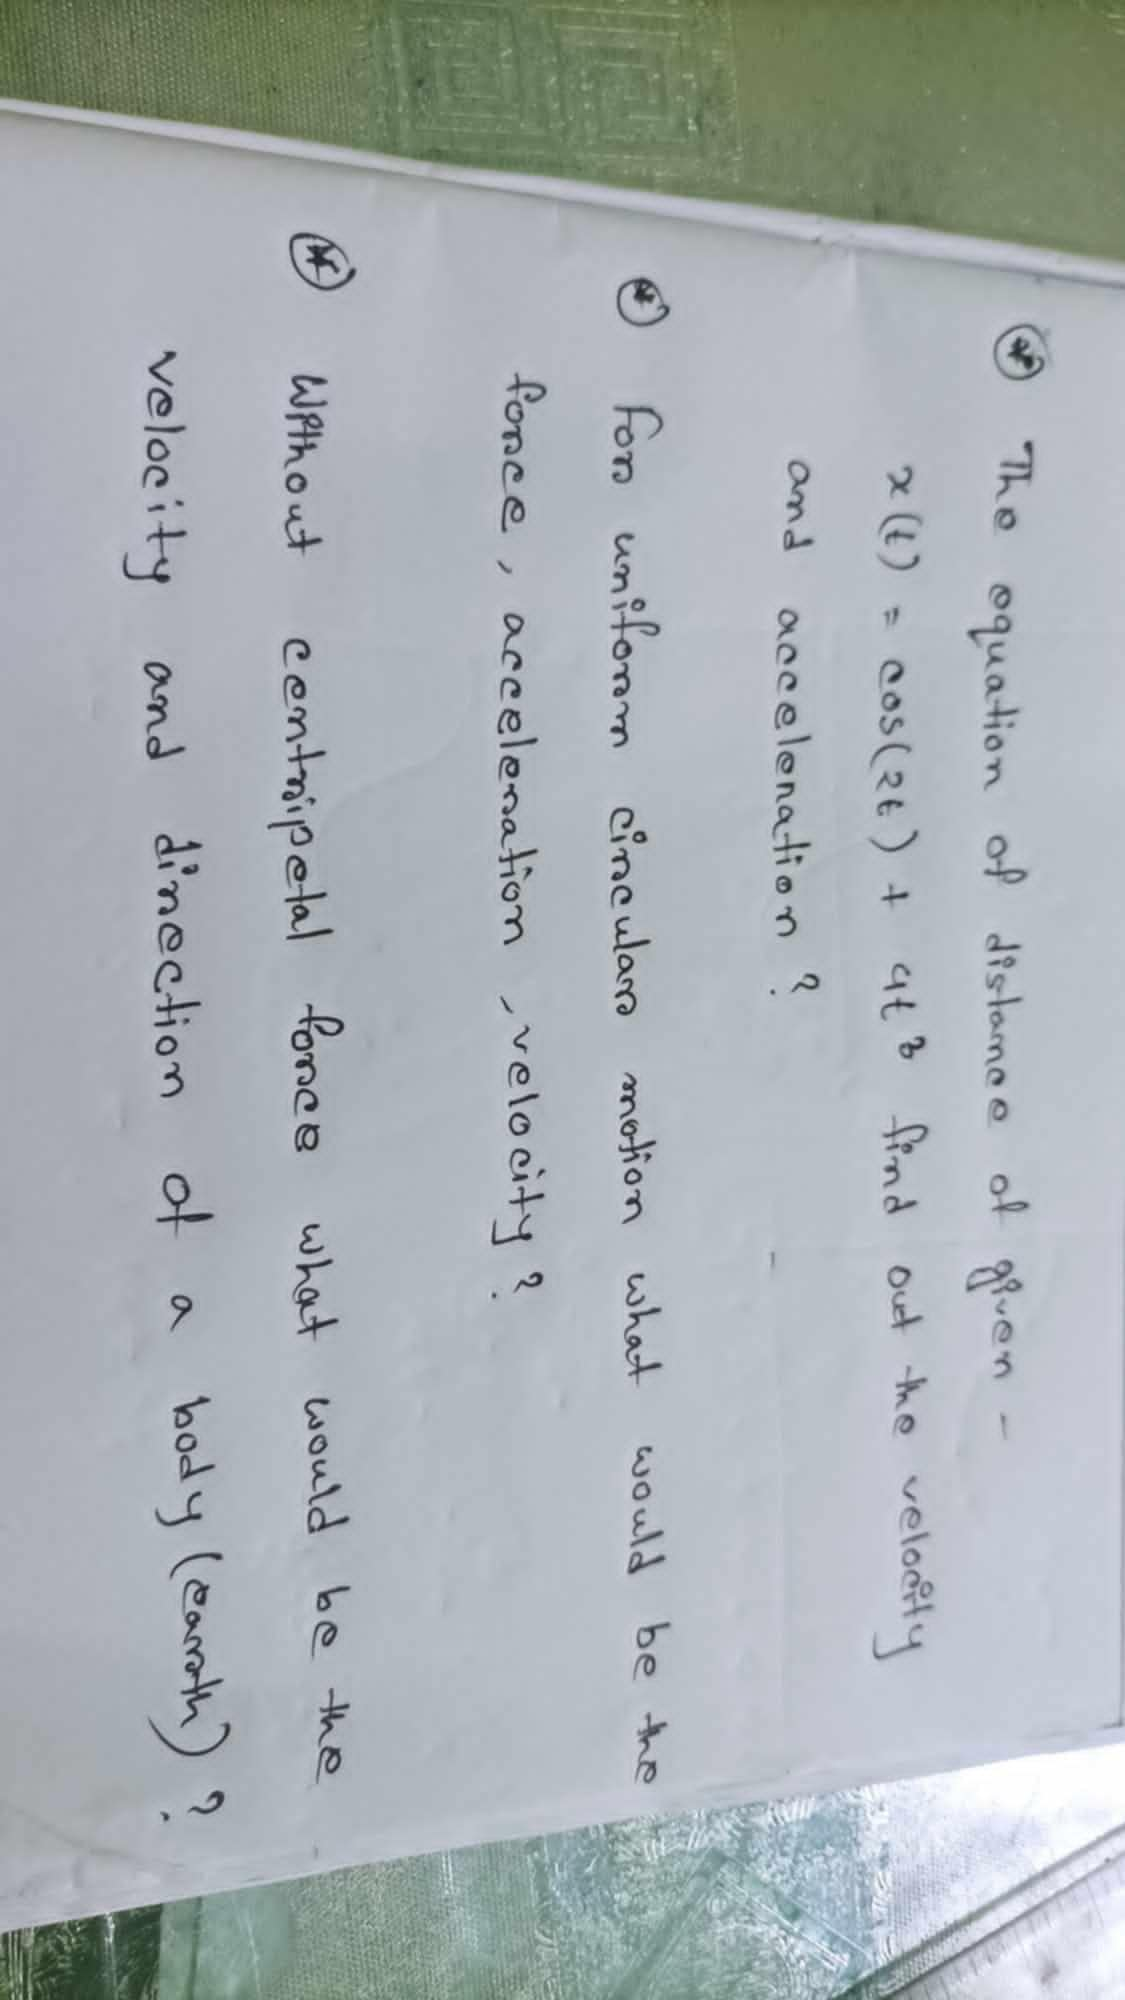 ⊛ The equation of distance of given -
x(t) = cos(2t) + 4t³ find out the velocity
and acceleration ?
⊛ For uniform circular motion what would be the
force, acceleration, velocity ?
⊛ Without centripetal force what would be the
velocity and direction of a body (earth) ?